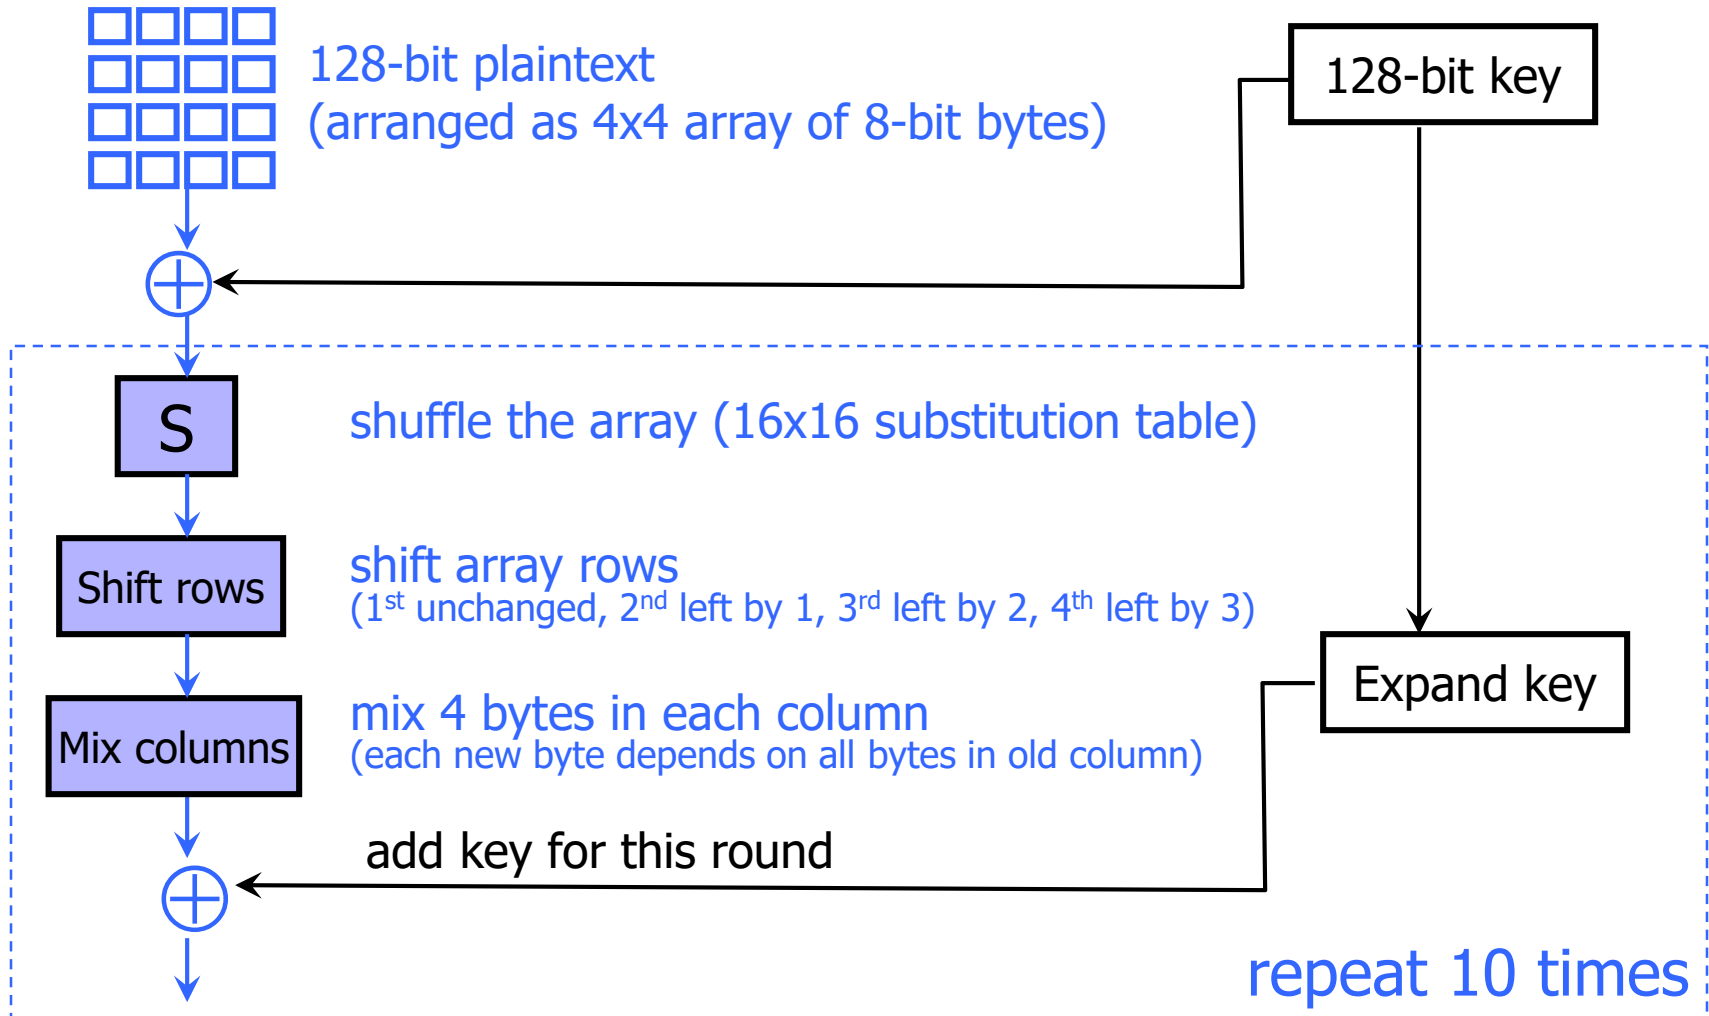 128-bit plaintext
(arranged as 4x4 array of 8-bit bytes)
128-bit key
S
shuffle the array (16x16 substitution table)
Shift rows
shift array rows
(1st unchanged, 2nd left by 1, 3rd left by 2, 4th left by 3)
Expand key
Mix columns
mix 4 bytes in each column
(each new byte depends on all bytes in old column)
add key for this round
repeat 10 times